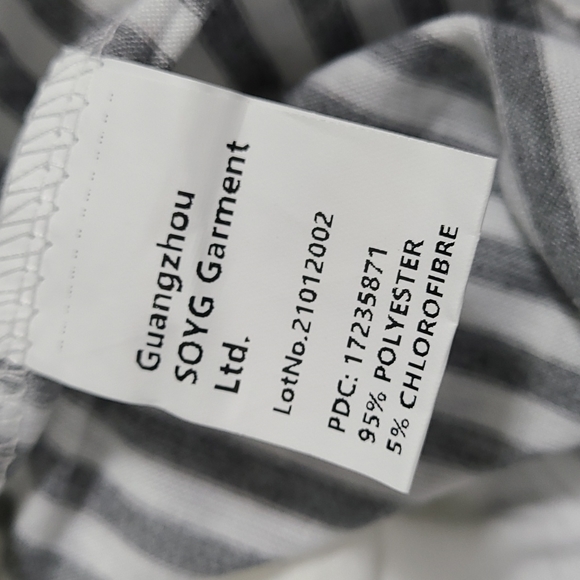 Guangzhou
SOYG Garment
Ltd.
LotNo.21012002
PDC: 17235871
95% POLYESTER
5% CHLOROFIBRE